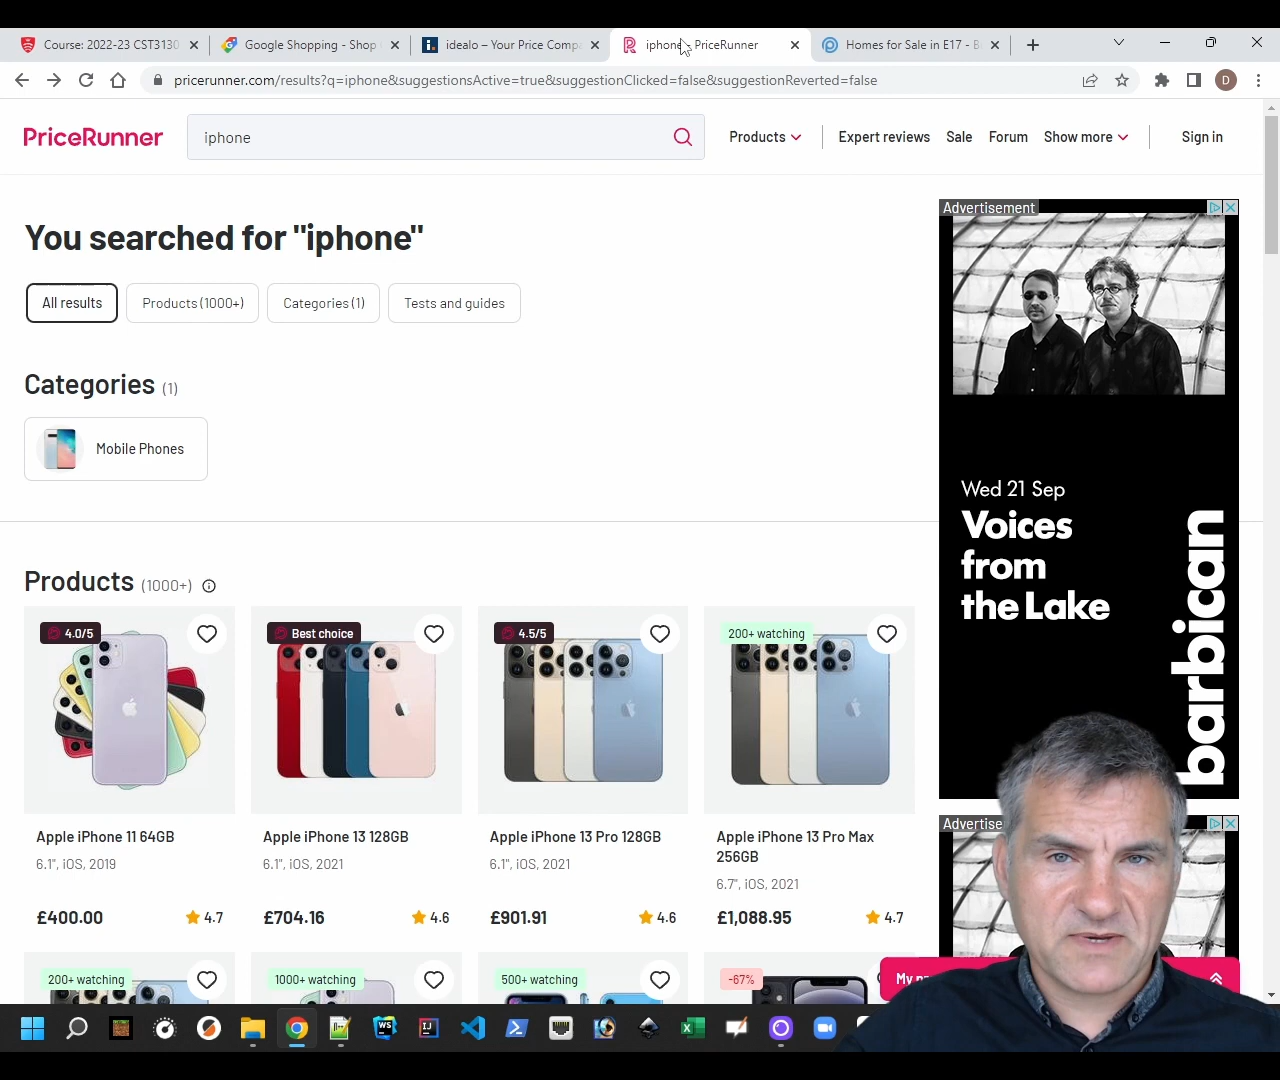 Course: 2022-23 CST3130
Google Shopping - Shop
idealo – Your Price Comp
iphone - PriceRunner
Homes for Sale in E17 - B
pricerunner.com/results?q=iphone&suggestionsActive=true&suggestionClicked=false&suggestionReverted=false
D
PriceRunner
iphone
Products
Expert reviews
Sale
Forum
Show more
Sign in
You searched for "iphone"
All results
Products (1000+)
Categories (1)
Tests and guides
Categories (1)
Mobile Phones
Products (1000+)
4.0/5
Best choice
4.5/5
200+ watching
Apple iPhone 11 64GB
6.1", iOS, 2019
£400.00
4.7
Apple iPhone 13 128GB
6.1", iOS, 2021
£704.16
4.6
Apple iPhone 13 Pro 128GB
6.1", iOS, 2021
£901.91
4.6
Apple iPhone 13 Pro Max
256GB
6.7", iOS, 2021
£1,088.95
4.7
200+ watching
1000+ watching
500+ watching
-67%
Advertisement
Wed 21 Sep
Voices
from
the Lake
barbican
Advertise
My
WS
IJ